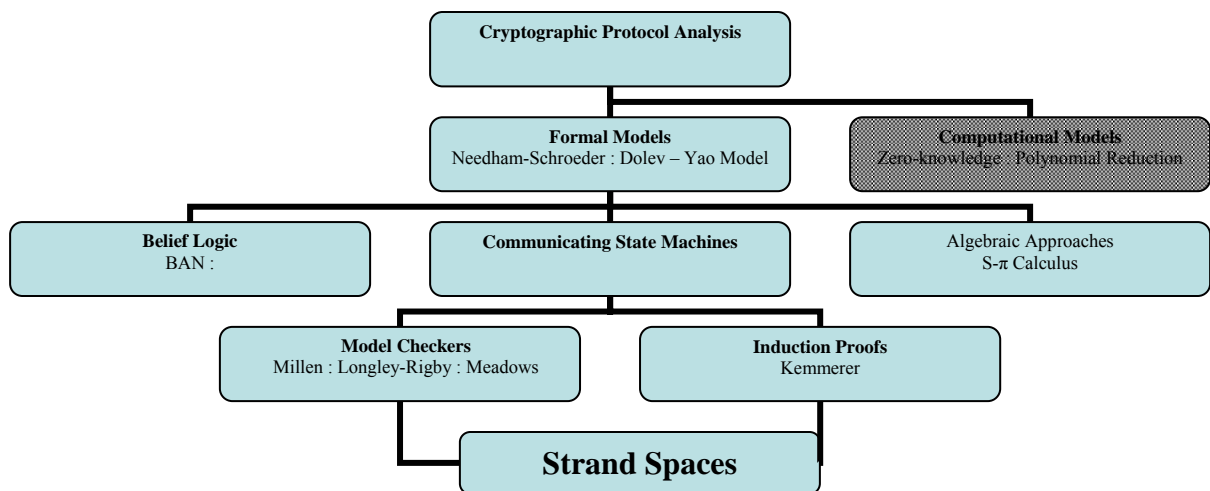 Cryptographic Protocol Analysis
Formal Models
Needham-Schroeder : Dolev – Yao Model
Computational Models
Zero-knowledge : Polynomial Reduction
Belief Logic
BAN :
Communicating State Machines
Algebraic Approaches
S-π Calculus
Model Checkers
Millen : Longley-Rigby : Meadows
Induction Proofs
Kemmerer
Strand Spaces